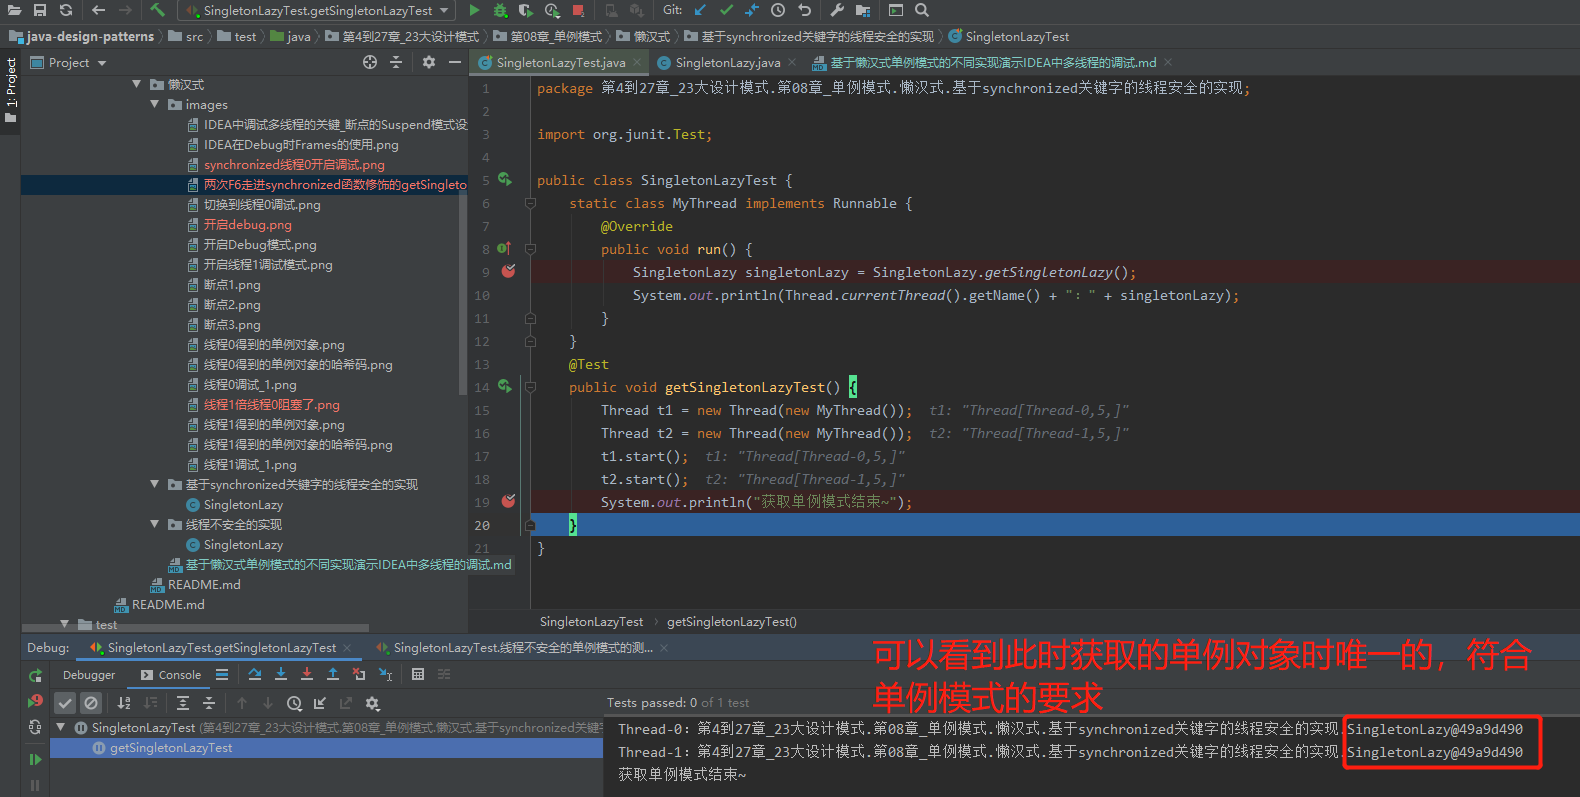 SingletonLazyTest.getSingletonLazyTest
Git:
java-design-patterns
src
test
java
第4到27章_23大设计模式
第08章_单例模式
懒汉式
基于synchronized关键字的线程安全的实现
SingletonLazyTest
1: Project
Project
SingletonLazyTest.java
SingletonLazy.java
基于懒汉式单例模式的不同实现演示IDEA中多线程的调试.md
懒汉式
images
IDEA中调试多线程的关键_断点的Suspend模式设
IDEA在Debug时Frames的使用.png
synchronized线程0开启调试.png
两次F6走进synchronized函数修饰的getSingleto
切换到线程0调试.png
开启debug.png
开启Debug模式.png
开启线程1调试模式.png
断点1.png
断点2.png
断点3.png
线程0得到的单例对象.png
线程0得到的单例对象的哈希码.png
线程0调试_1.png
线程1倍线程0阻塞了.png
线程1得到的单例对象.png
线程1得到的单例对象的哈希码.png
线程1调试_1.png
基于synchronized关键字的线程安全的实现
SingletonLazy
线程不安全的实现
SingletonLazy
基于懒汉式单例模式的不同实现演示IDEA中多线程的调试.md
README.md
README.md
test
1 package 第4到27章_23大设计模式.第08章_单例模式.懒汉式.基于synchronized关键字的线程安全的实现;
2
3 import org.junit.Test;
4
5 public class SingletonLazyTest {
6 static class MyThread implements Runnable {
7 @Override
8 public void run() {
9 SingletonLazy singletonLazy = SingletonLazy.getSingletonLazy();
10 System.out.println(Thread.currentThread().getName() + "：" + singletonLazy);
11 }
12 }
13 @Test
14 public void getSingletonLazyTest() {
15 Thread t1 = new Thread(new MyThread()); t1: "Thread[Thread-0,5,]"
16 Thread t2 = new Thread(new MyThread()); t2: "Thread[Thread-1,5,]"
17 t1.start(); t1: "Thread[Thread-0,5,]"
18 t2.start(); t2: "Thread[Thread-1,5,]"
19 System.out.println("获取单例模式结束~");
20 }
21 }
SingletonLazyTest
getSingletonLazyTest()
Debug:
SingletonLazyTest.getSingletonLazyTest
SingletonLazyTest.线程不安全的单例模式的测...
可以看到此时获取的单例对象时唯一的，符合
单例模式的要求
Debugger
Console
Tests passed: 0 of 1 test
SingletonLazyTest (第4到27章_23大设计模式.第08章_单例模式.懒汉式.基于synchronized关键字
getSingletonLazyTest
Thread-0：第4到27章_23大设计模式.第08章_单例模式.懒汉式.基于synchronized关键字的线程安全的实现.SingletonLazy@49a9d490
Thread-1：第4到27章_23大设计模式.第08章_单例模式.懒汉式.基于synchronized关键字的线程安全的实现.SingletonLazy@49a9d490
获取单例模式结束~